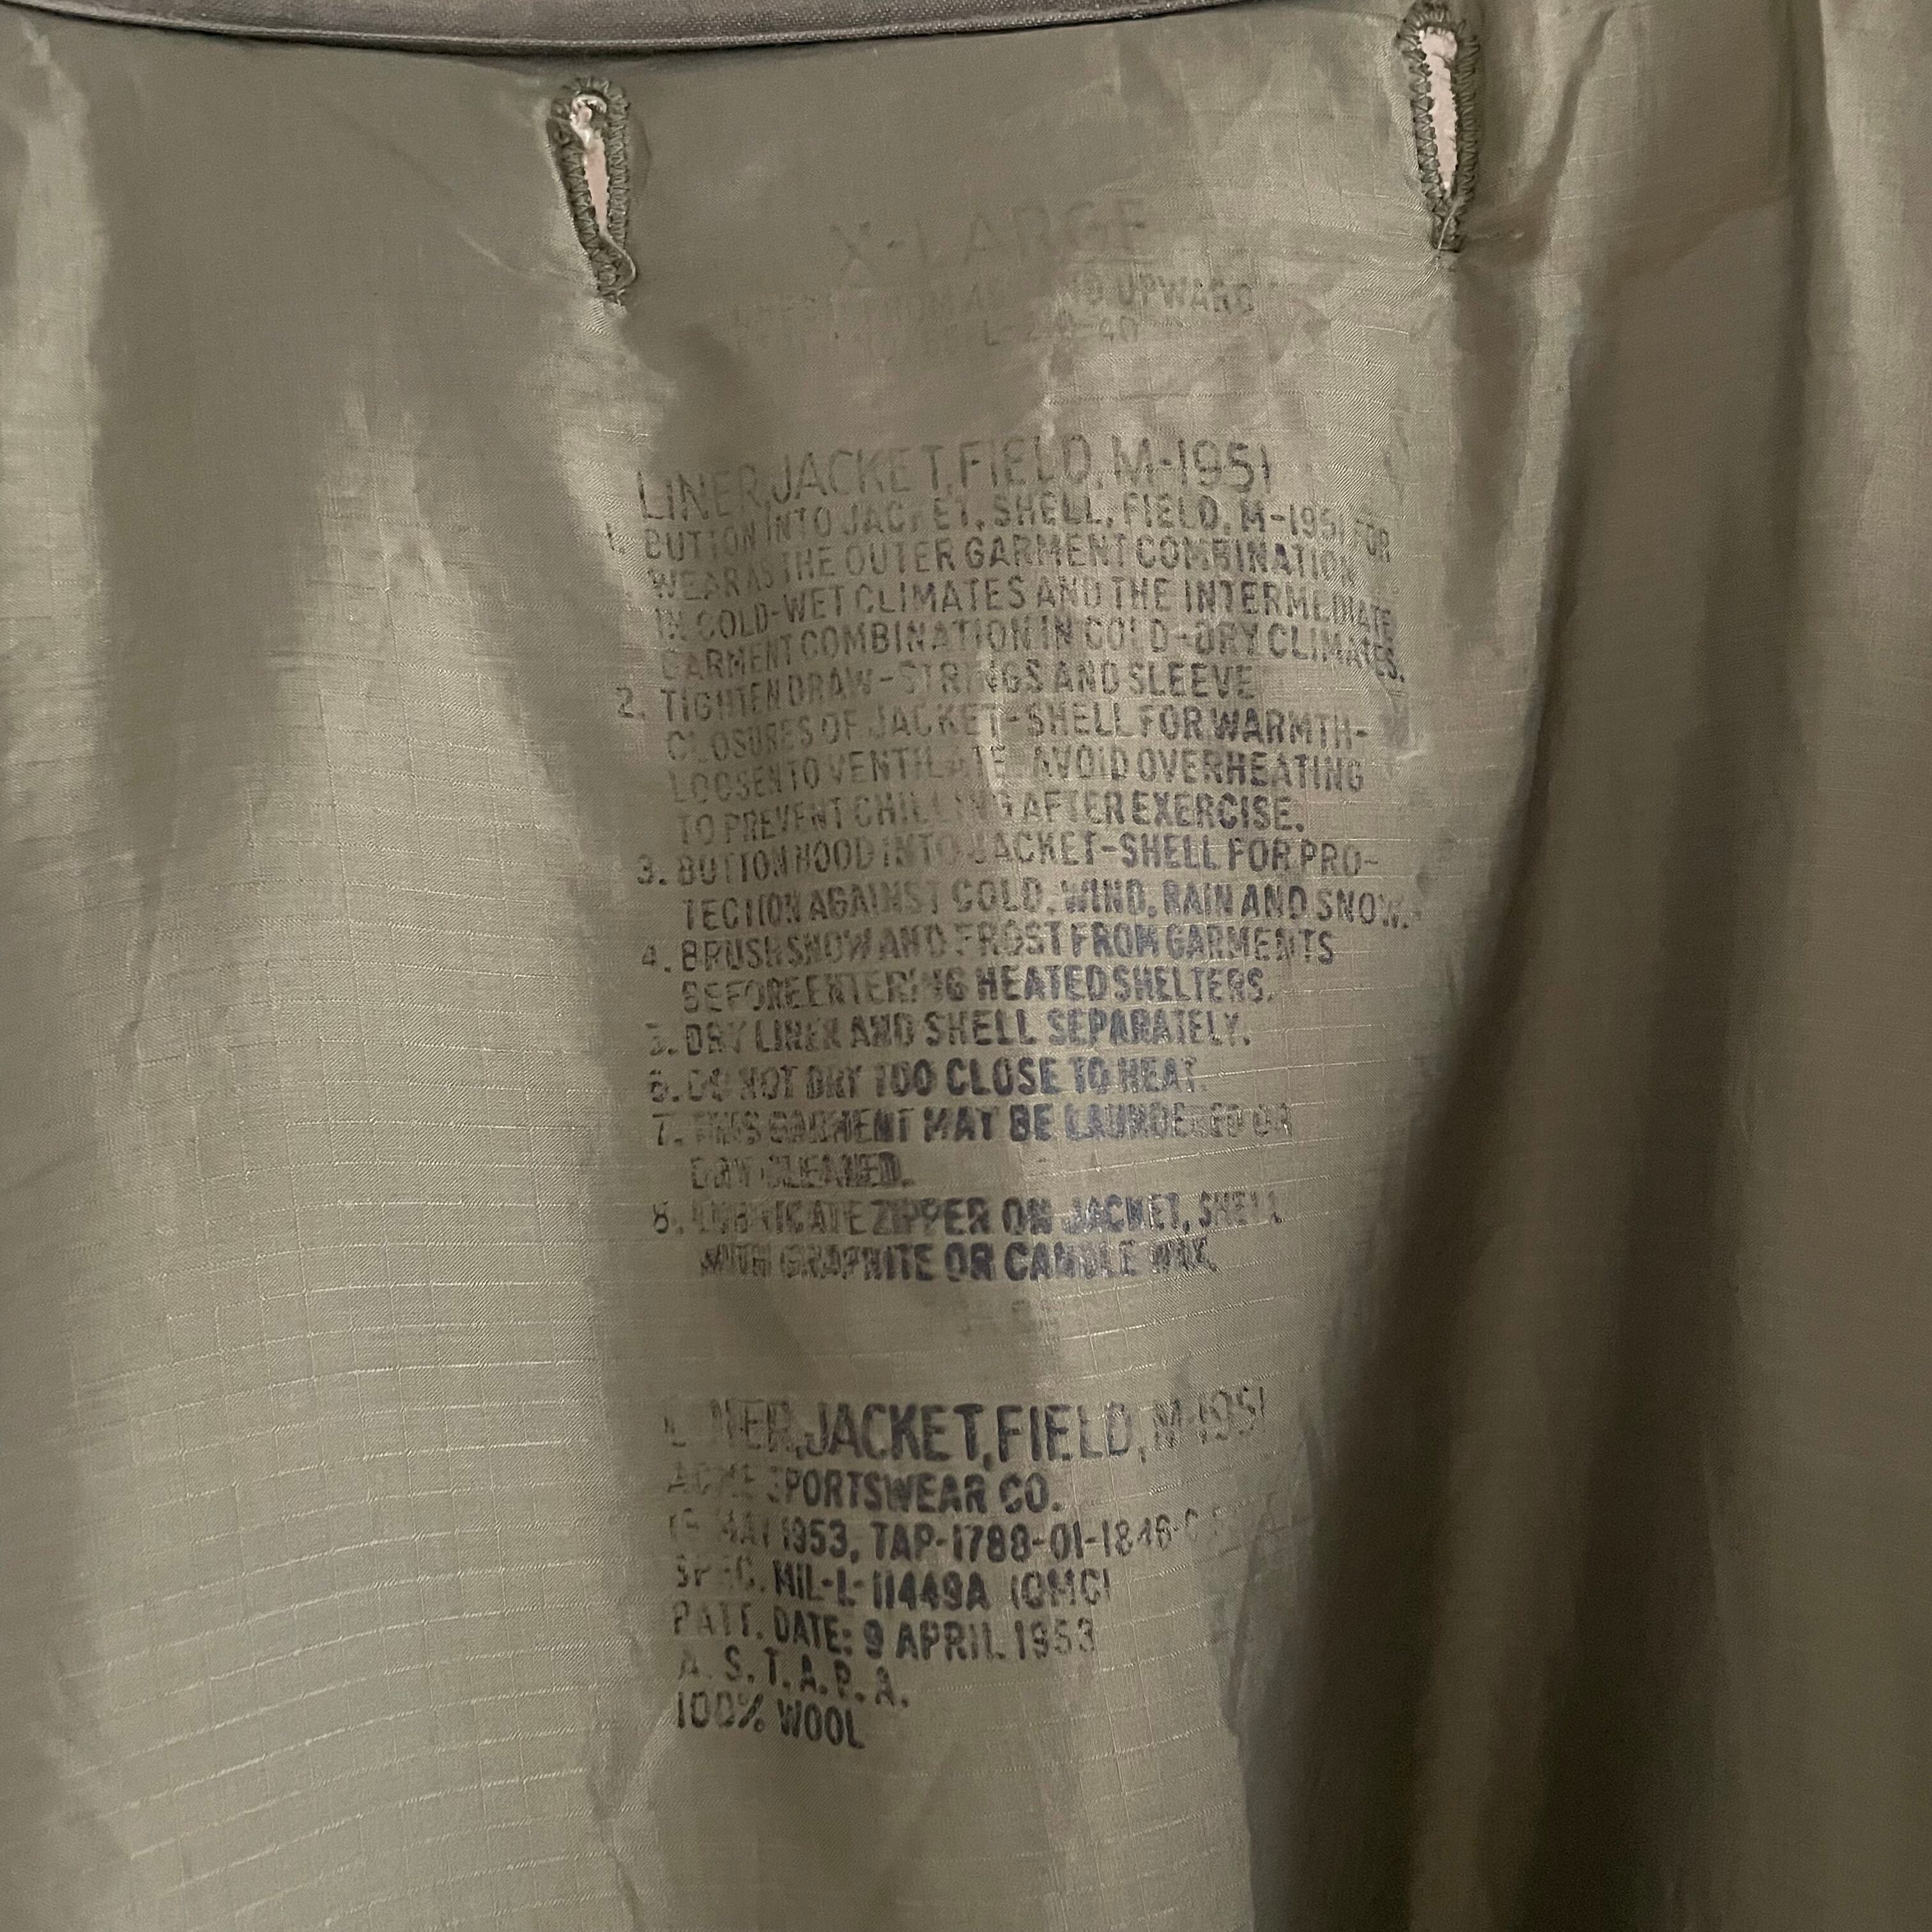 X-LARGE
UPWARD
LINER, JACKET, FIELD, M-1951
1. BUTTON INTO JACKET, SHELL, FIELD, M-1951 FOR
WEAR AS THE OUTER GARMENT COMBINATION
IN COLD-WET CLIMATES AND THE INTERMEDIATE
GARMENT COMBINATION IN COLD-DRY CLIMATES.
2. TIGHTEN DRAW-STRINGS AND SLEEVE
CLOSURES OF JACKET-SHELL FOR WARMTH-
LOOSEN TO VENTILATE. AVOID OVERHEATING
TO PREVENT CHILLING AFTER EXERCISE.
3. BUTTON HOOD INTO JACKET-SHELL FOR PRO-
TECTION AGAINST COLD, WIND, RAIN AND SNOW.
4. BRUSH SNOW AND FROST FROM GARMENTS
BEFORE ENTERING HEATED SHELTERS.
5. DRY LINER AND SHELL SEPARATELY.
6. DO NOT DRY TOO CLOSE TO HEAT.
7. THIS GARMENT MAY BE LAUNDERED OR
DRY CLEANED.
8. LUBRICATE ZIPPER ON JACKET, SHELL
WITH GRAPHITE OR CANDLE WAX.
LINER, JACKET, FIELD, M-1951
ACME SPORTSWEAR CO.
MAY 1953, TAP-1788-01-1846-
SPEC. MIL-L-11449A (QMC)
PATT. DATE: 9 APRIL 1953
A. S. T. A. P. A.
100% WOOL